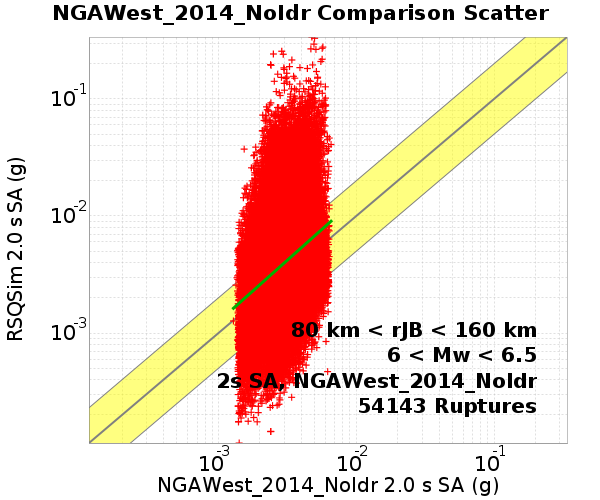 NGAWest_2014_NoIdr Comparison Scatter
RSQSim 2.0 s SA (g)
10-1
10-2
10-3
80 km < rJB < 160 km
6 < Mw < 6.5
2s SA, NGAWest_2014_NoIdr
54143 Ruptures
10-3 10-2 10-1
NGAWest_2014_NoIdr 2.0 s SA (g)